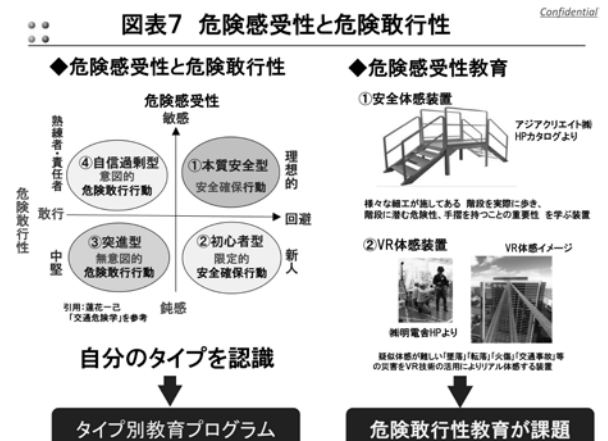 Confidential
図表7 危険感受性と危険敢行性
◆危険感受性と危険敢行性
危険感受性
敏感
熟練者・責任者
④自信過剰型
意図的
危険敢行行動
①本質安全型
安全確保行動
理想的
危険敢行性
敢行
回避
中堅
③突進型
無意図的
危険敢行行動
②初心者型
限定的
安全確保行動
新人
鈍感
引用:蓮花一己
「交通危険学」を参考
自分のタイプを認識
タイプ別教育プログラム
◆危険感受性教育
①安全体感装置
アジアクリエイト㈱
HPカタログより
様々な細工が施してある 階段を実際に歩き、
階段に潜む危険性、手摺を持つことの重要性 を学ぶ装置
②VR体感装置
VR体感イメージ
㈱明電舎HPより
疑似体感が難しい「墜落」「転落」「火傷」「交通事故」等
の災害をVR技術の活用によりリアル体感する装置
危険敢行性教育が課題